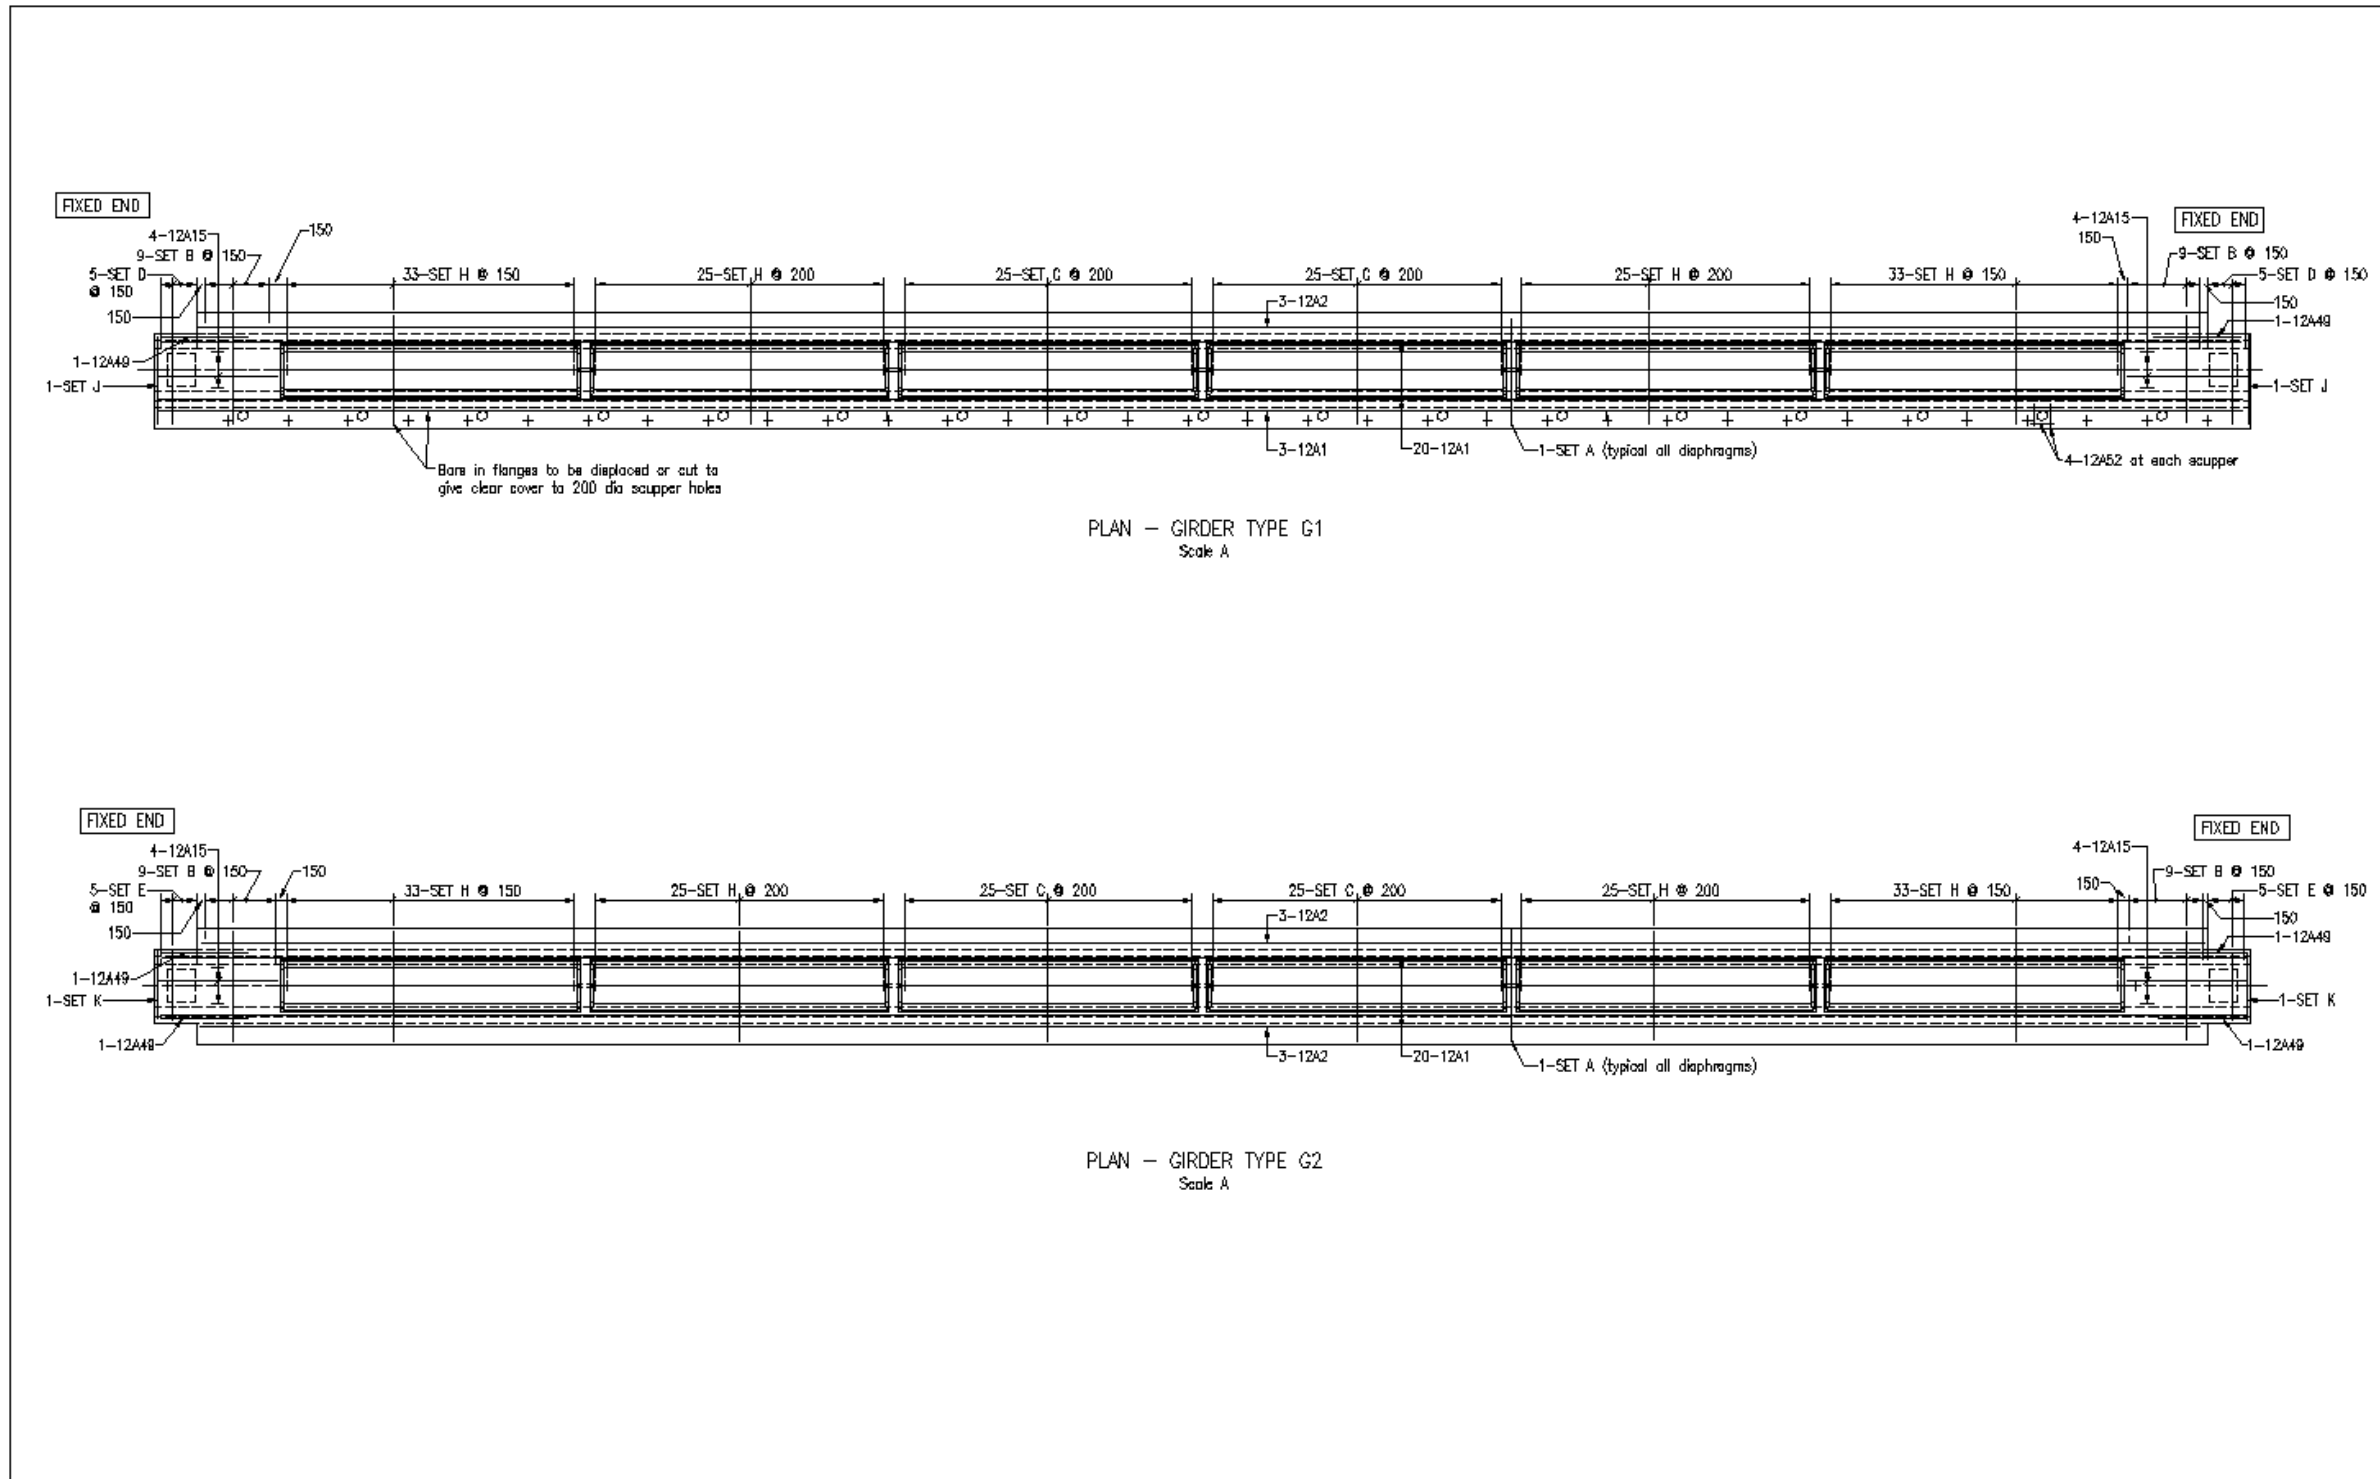 FIXED END
FIXED END
4-12A15
150
4-12A15
9-SET B @ 150
150
9-SET B @ 150
5-SET D
@ 150
33-SET H @ 150
25-SET H @ 200
25-SET C @ 200
25-SET C @ 200
25-SET H @ 200
33-SET H @ 150
5-SET D @ 150
150
3-12A2
150
1-12A49
1-12A49
1-SET J
1-SET J
3-12A1
20-12A1
1-SET A (typical all diaphragms)
4-12A52 at each scupper
Bars in flanges to be displaced or cut to
give clear cover to 200 dia scupper holes
PLAN — GIRDER TYPE G1
Scale A
FIXED END
FIXED END
4-12A15
4-12A15
9-SET B @ 150
150
9-SET B @ 150
5-SET E
@ 150
33-SET H @ 150
25-SET H @ 200
25-SET C @ 200
25-SET C @ 200
25-SET H @ 200
33-SET H @ 150
150
5-SET E @ 150
150
3-12A2
150
1-12A49
1-12A49
1-SET K
1-SET K
1-12A49
3-12A2
20-12A1
1-SET A (typical all diaphragms)
1-12A49
PLAN — GIRDER TYPE G2
Scale A